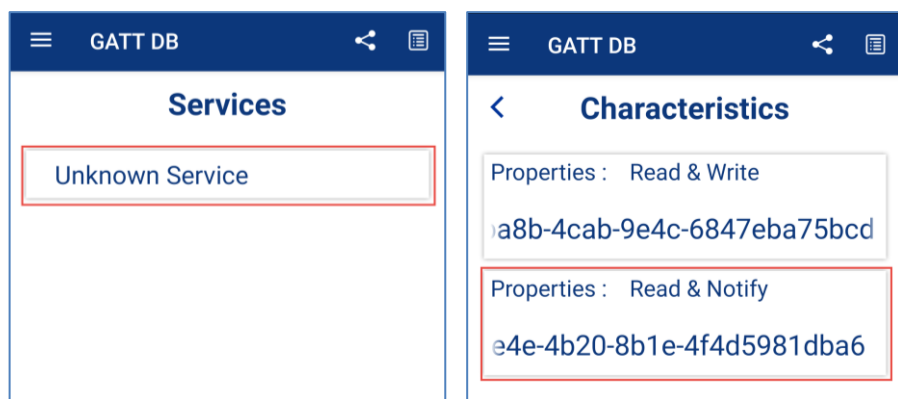 GATT DB
Services
Unknown Service
GATT DB
Characteristics
Properties : Read & Write
a8b-4cab-9e4c-6847eba75bcd
Properties : Read & Notify
e4e-4b20-8b1e-4f4d5981dba6